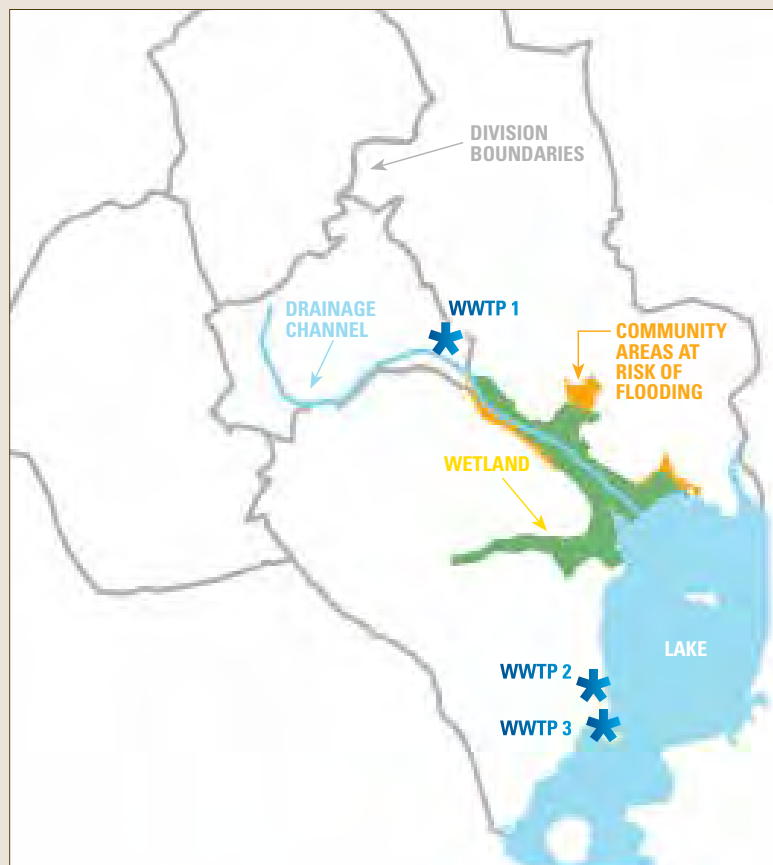 DIVISION
BOUNDARIES
DRAINAGE
CHANNEL
WWTP 1
COMMUNITY
AREAS AT
RISK OF
FLOODING
WETLAND
LAKE
WWTP 2
WWTP 3